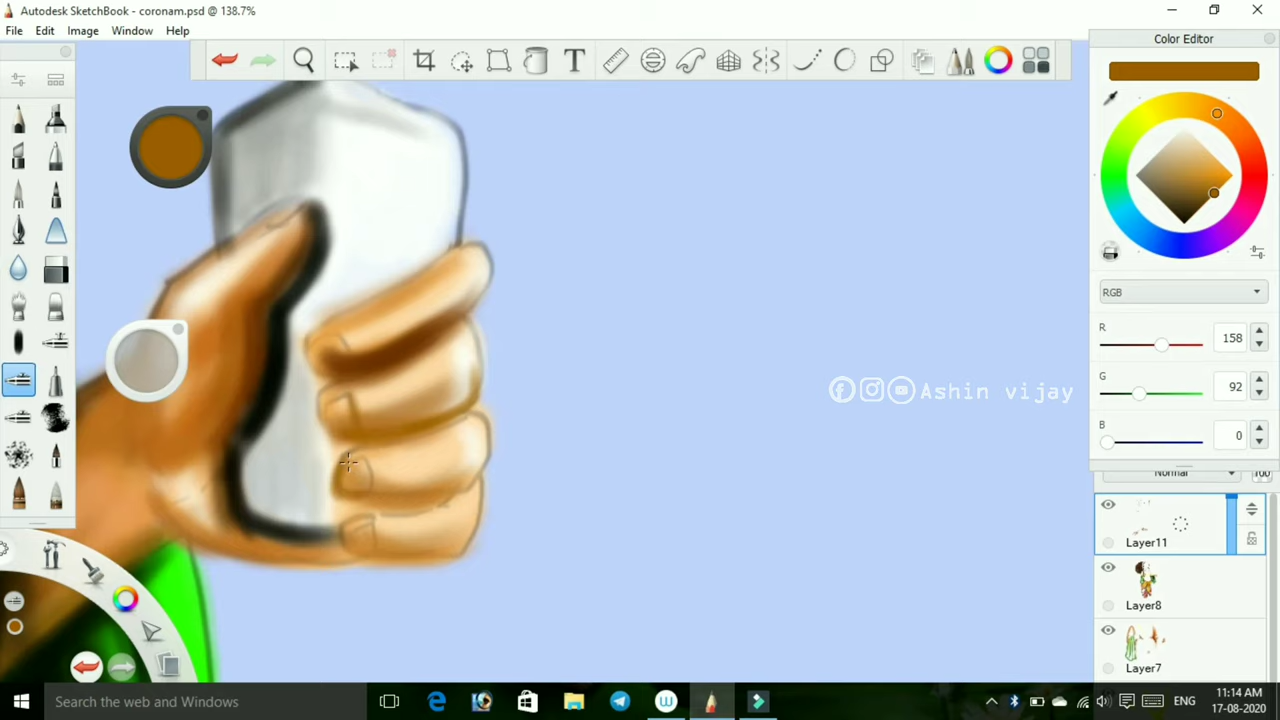 Autodesk SketchBook - coronam.psd @ 138.7%
File Edit Image Window Help
T
Color Editor
RGB
R 158
G 92
B 0
Ashin vijay
Normal 100
Layer11
Layer8
Layer7
Search the web and Windows
ENG
11:14 AM
17-08-2020